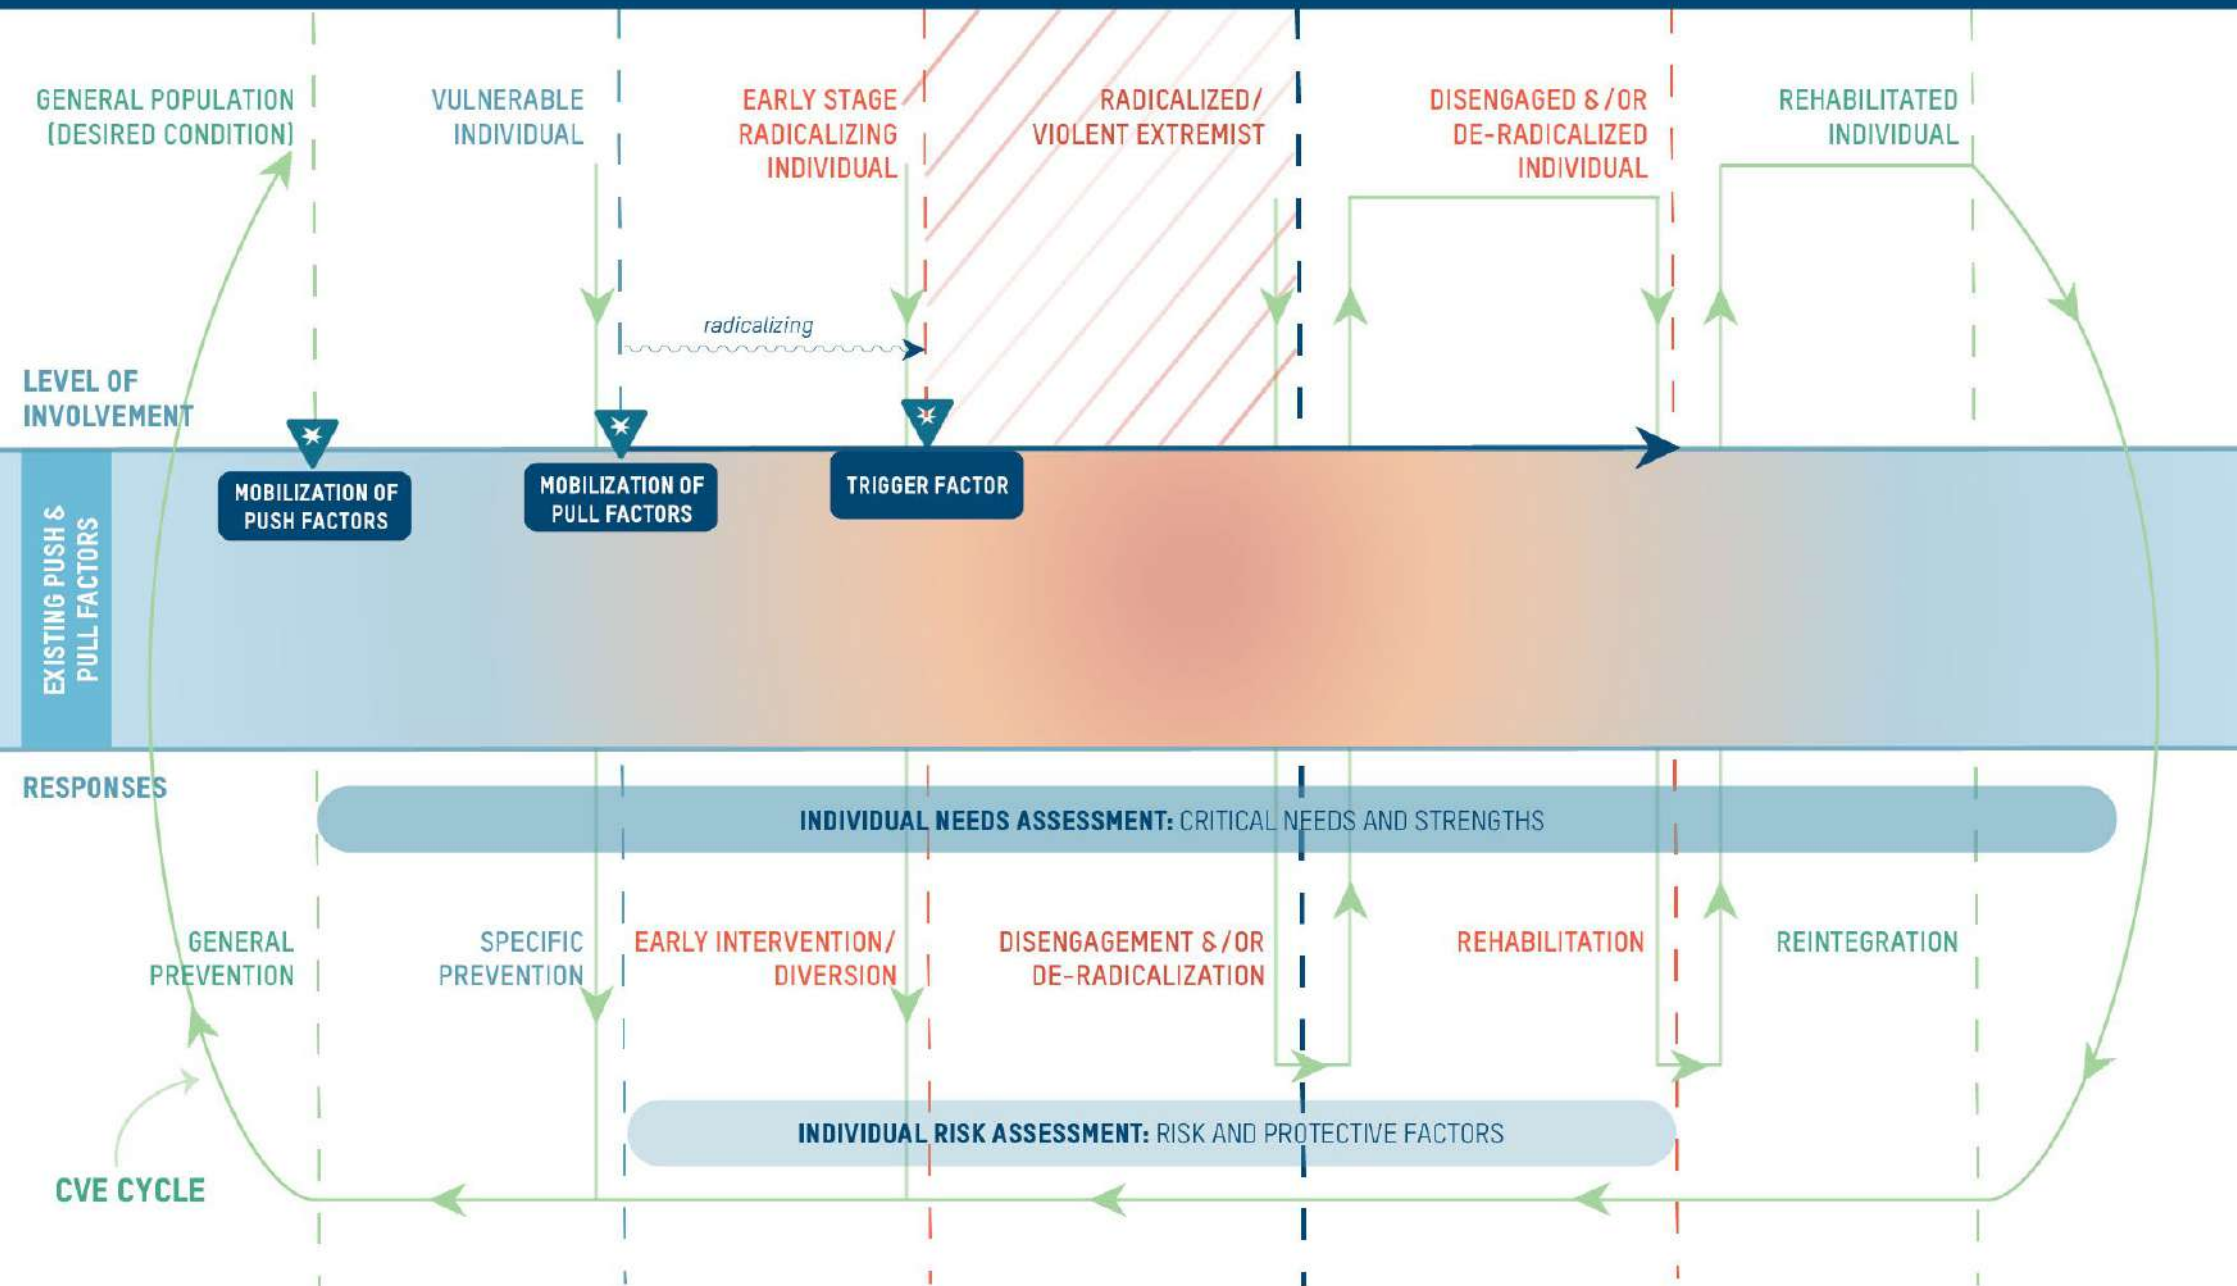 GENERAL POPULATION
(DESIRED CONDITION)
VULNERABLE
INDIVIDUAL
EARLY STAGE
RADICALIZING
INDIVIDUAL
RADICALIZED/
VIOLENT EXTREMIST
DISENGAGED &/OR
DE-RADICALIZED
INDIVIDUAL
REHABILITATED
INDIVIDUAL
radicalizing
LEVEL OF
INVOLVEMENT
MOBILIZATION OF
PUSH FACTORS
MOBILIZATION OF
PULL FACTORS
TRIGGER FACTOR
EXISTING PUSH &
PULL FACTORS
RESPONSES
INDIVIDUAL NEEDS ASSESSMENT: CRITICAL NEEDS AND STRENGTHS
GENERAL
PREVENTION
SPECIFIC
PREVENTION
EARLY INTERVENTION/
DIVERSION
DISENGAGEMENT &/OR
DE-RADICALIZATION
REHABILITATION
REINTEGRATION
INDIVIDUAL RISK ASSESSMENT: RISK AND PROTECTIVE FACTORS
CVE CYCLE